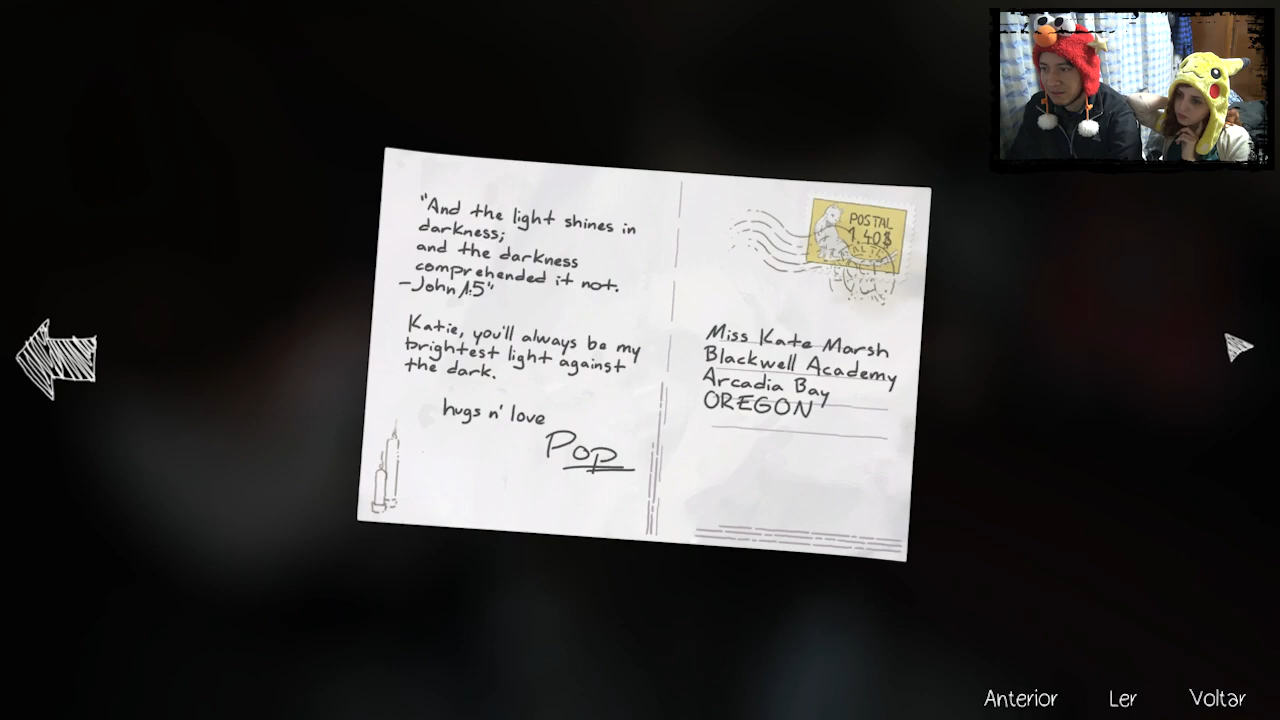 "And the light shines in
darkness;
and the darkness
comprehended it not.
-John 1:5"
Katie, you'll always be my
brightest light against
the dark.
hugs n' love
Pop
POSTAL
1.40$
Miss Kate Marsh
Blackwell Academy
Arcadia Bay
OREGON
Anterior
Ler
Voltar